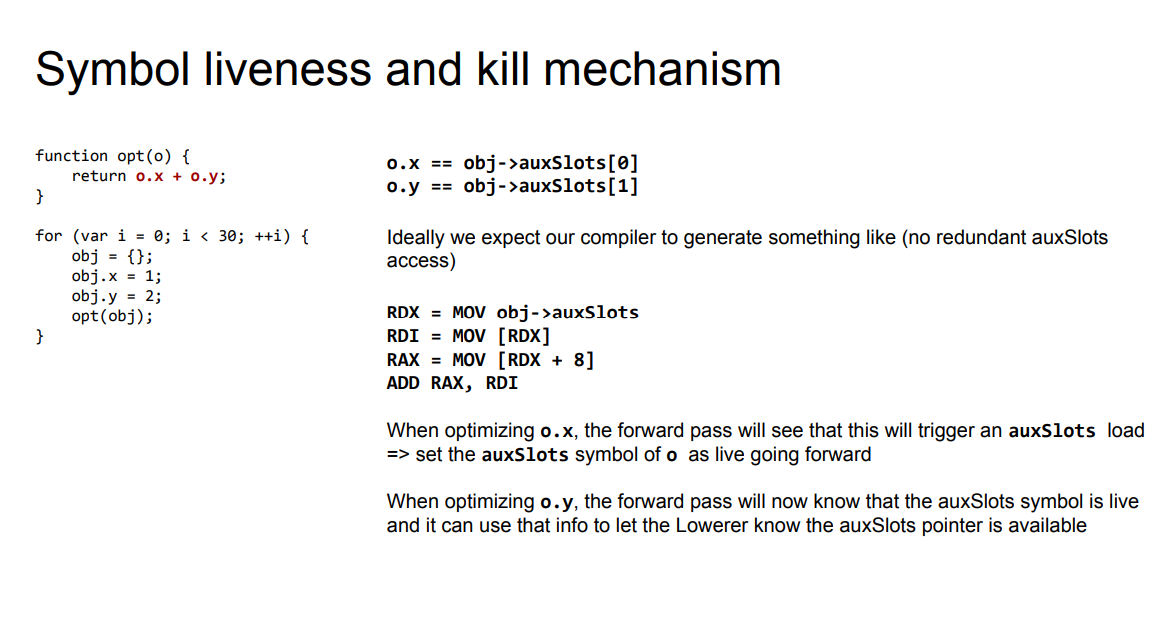 Symbol liveness and kill mechanism
function opt(o) {
    return o.x + o.y;
}
for (var i = 0; i < 30; ++i) {
    obj = {};
    obj.x = 1;
    obj.y = 2;
    opt(obj);
}
o.x == obj->auxSlots[0]
o.y == obj->auxSlots[1]
Ideally we expect our compiler to generate something like (no redundant auxSlots
access)
RDX = MOV obj->auxSlots
RDI = MOV [RDX]
RAX = MOV [RDX + 8]
ADD RAX, RDI
When optimizing o.x, the forward pass will see that this will trigger an auxSlots load
=> set the auxSlots symbol of o as live going forward
When optimizing o.y, the forward pass will now know that the auxSlots symbol is live
and it can use that info to let the Lowerer know the auxSlots pointer is available